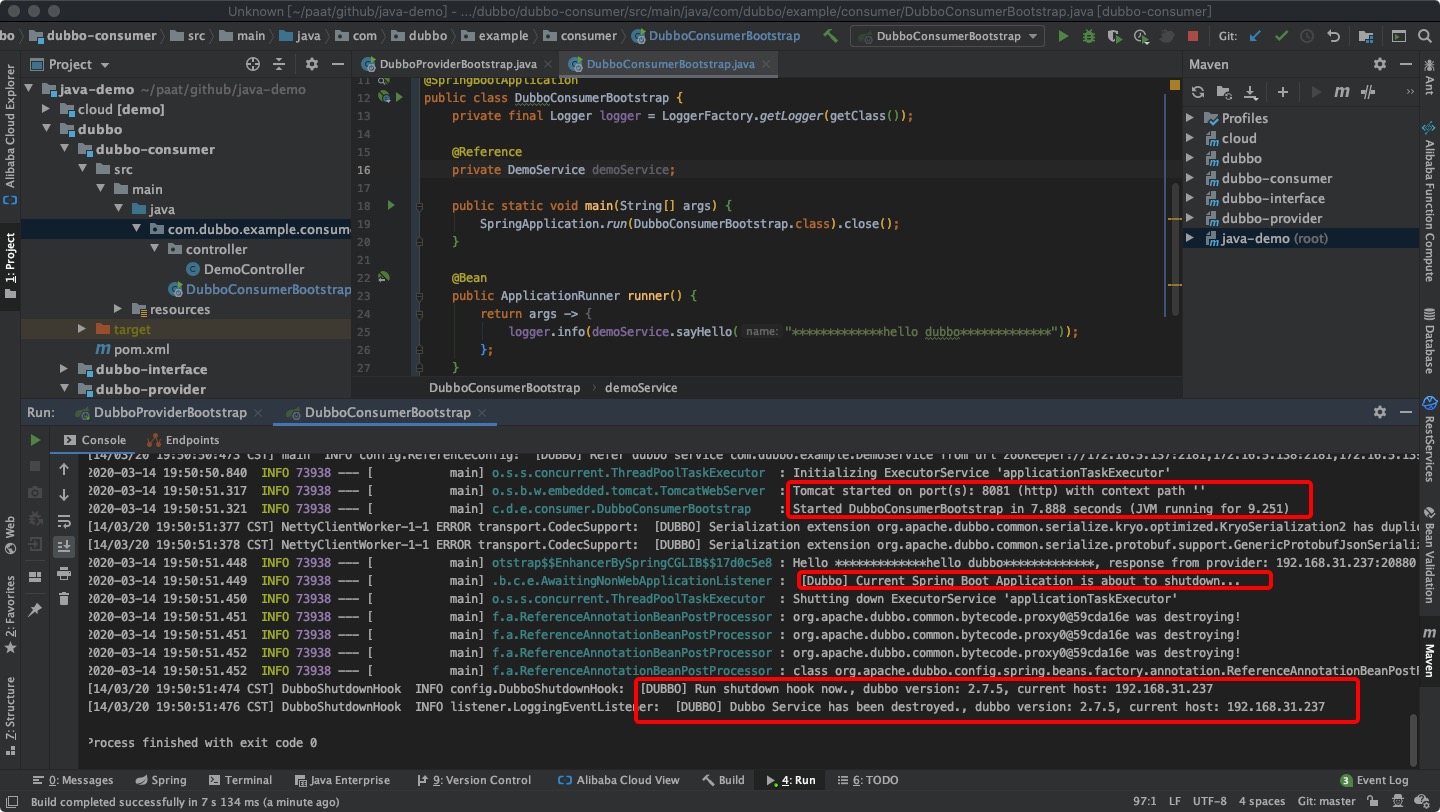 Unknown [~/paat/github/java-demo] - .../dubbo/dubbo-consumer/src/main/java/com/dubbo/example/consumer/DubboConsumerBootstrap.java [dubbo-consumer]
bo dubbo-consumer src main java com dubbo example consumer DubboConsumerBootstrap DubboConsumerBootstrap Git:
Project
DubboProviderBootstrap.java DubboConsumerBootstrap.java
Maven
java-demo ~/paat/github/java-demo
cloud [demo]
dubbo
dubbo-consumer
src
main
java
com.dubbo.example.consume
controller
DemoController
DubboConsumerBootstrap
resources
target
pom.xml
dubbo-interface
dubbo-provider
11 @SpringBootApplication
12 public class DubboConsumerBootstrap {
13 private final Logger logger = LoggerFactory.getLogger(getClass());
14
15 @Reference
16 private DemoService demoService;
17
18 public static void main(String[] args) {
19 SpringApplication.run(DubboConsumerBootstrap.class).close();
20 }
21
22 @Bean
23 public ApplicationRunner runner() {
24 return args -> {
25 logger.info(demoService.sayHello( name: "*************hello dubbo*************"));
26 };
27 }
DubboConsumerBootstrap › demoService
Profiles
cloud
dubbo
dubbo-consumer
dubbo-interface
dubbo-provider
java-demo (root)
Alibaba Cloud Explorer
1: Project
Web
2: Favorites
Z: Structure
Ant
Alibaba Function Compute
Database
RestServices
Bean Validation
Maven
Run: DubboProviderBootstrap DubboConsumerBootstrap
Console Endpoints
[14/03/20 19:50:50:473 CST] main INFO config.ReferenceConfig: [DUBBO] Refer dubbo service com.dubbo.example.DemoService from url zookeeper://172.16.5.137:2181
2020-03-14 19:50:50.840 INFO 73938 --- [ main] o.s.s.concurrent.ThreadPoolTaskExecutor : Initializing ExecutorService 'applicationTaskExecutor'
2020-03-14 19:50:51.317 INFO 73938 --- [ main] o.s.b.w.embedded.tomcat.TomcatWebServer : Tomcat started on port(s): 8081 (http) with context path ''
2020-03-14 19:50:51.321 INFO 73938 --- [ main] c.d.e.consumer.DubboConsumerBootstrap : Started DubboConsumerBootstrap in 7.888 seconds (JVM running for 9.251)
[14/03/20 19:50:51:377 CST] NettyClientWorker-1-1 ERROR transport.CodecSupport: [DUBBO] Serialization extension org.apache.dubbo.common.serialize.kryo.optimized.KryoSerialization2 has duplic
[14/03/20 19:50:51:378 CST] NettyClientWorker-1-1 ERROR transport.CodecSupport: [DUBBO] Serialization extension org.apache.dubbo.common.serialize.protobuf.support.GenericProtobufJsonSerializ
2020-03-14 19:50:51.448 INFO 73938 --- [ main] otstrap$$EnhancerBySpringCGLIB$$17d0c5e8 : Hello *************hello dubbo*************, response from provider: 192.168.31.237:20880
2020-03-14 19:50:51.449 INFO 73938 --- [ main] .b.c.e.AwaitingNonWebApplicationListener : [Dubbo] Current Spring Boot Application is about to shutdown...
2020-03-14 19:50:51.450 INFO 73938 --- [ main] o.s.s.concurrent.ThreadPoolTaskExecutor : Shutting down ExecutorService 'applicationTaskExecutor'
2020-03-14 19:50:51.451 INFO 73938 --- [ main] f.a.ReferenceAnnotationBeanPostProcessor : org.apache.dubbo.common.bytecode.proxy0@59cda16e was destroying!
2020-03-14 19:50:51.451 INFO 73938 --- [ main] f.a.ReferenceAnnotationBeanPostProcessor : org.apache.dubbo.common.bytecode.proxy0@59cda16e was destroying!
2020-03-14 19:50:51.452 INFO 73938 --- [ main] f.a.ReferenceAnnotationBeanPostProcessor : org.apache.dubbo.common.bytecode.proxy0@59cda16e was destroying!
2020-03-14 19:50:51.452 INFO 73938 --- [ main] f.a.ReferenceAnnotationBeanPostProcessor : class org.apache.dubbo.config.spring.beans.factory.annotation.ReferenceAnnotationBeanPostP
[14/03/20 19:50:51:474 CST] DubboShutdownHook INFO config.DubboShutdownHook: [DUBBO] Run shutdown hook now., dubbo version: 2.7.5, current host: 192.168.31.237
[14/03/20 19:50:51:476 CST] DubboShutdownHook INFO listener.LoggingEventListener: [DUBBO] Dubbo Service has been destroyed., dubbo version: 2.7.5, current host: 192.168.31.237
Process finished with exit code 0
0: Messages Spring Terminal Java Enterprise 9: Version Control Alibaba Cloud View Build 4: Run 6: TODO 3 Event Log
Build completed successfully in 7 s 134 ms (a minute ago) 97:1 LF UTF-8 4 spaces Git: master